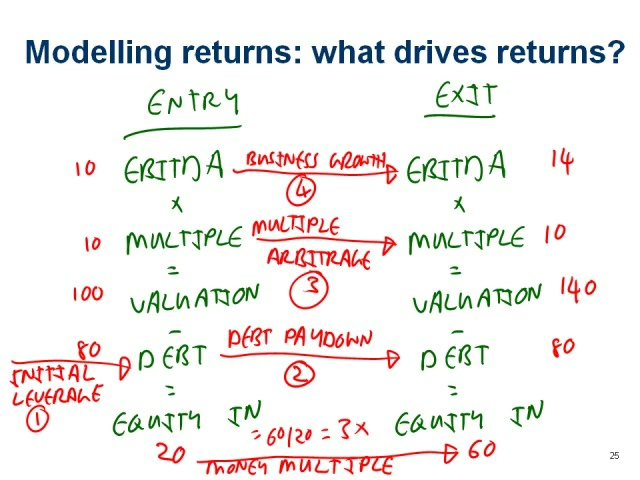 Modelling returns: what drives returns?
ENTRY EXIT
10 EBITDA BUSINESS GROWTH EBITDA 14
4
x x
10 MULTIPLE MULTIPLE MULTIPLE 10
= ARBITRAGE =
100 VALUATION 3 VALUATION 140
- -
80 DEBT DEBT PAYDOWN DEBT 80
INITIAL 2
LEVERAGE = =
1 EQUITY IN = 60/20 = 3x EQUITY IN
20 MONEY MULTIPLE 60
25